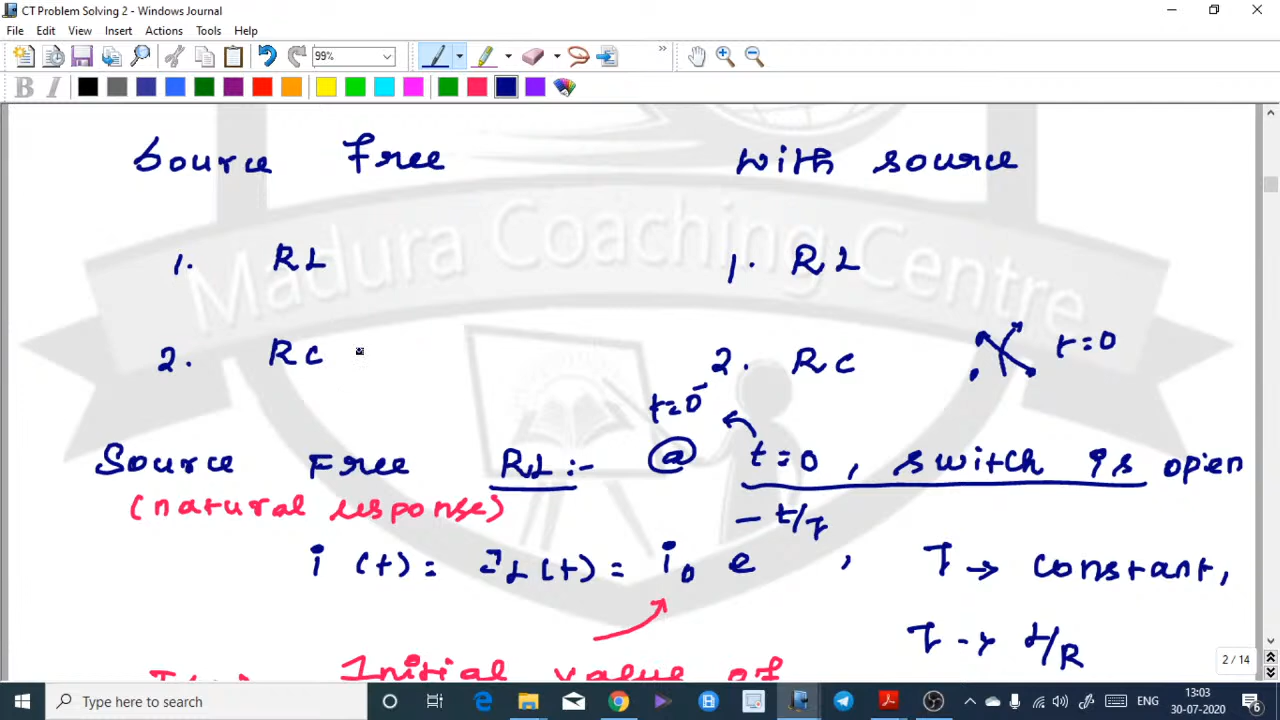 CT Problem Solving 2 - Windows Journal
File Edit View Insert Actions Tools Help
99%
B I
Madura Coaching Centre
Source Free With source
1. RL 1. RL
2. RC 2. RC t=0
t=0⁻
Source Free RL :- @ t=0, switch is open
(natural response)
i(t) = IL(t) = i0 e^-t/T, T → constant,
T → L/R
Initial value of
2 / 14
Type here to search
ENG
13:03
30-07-2020
6